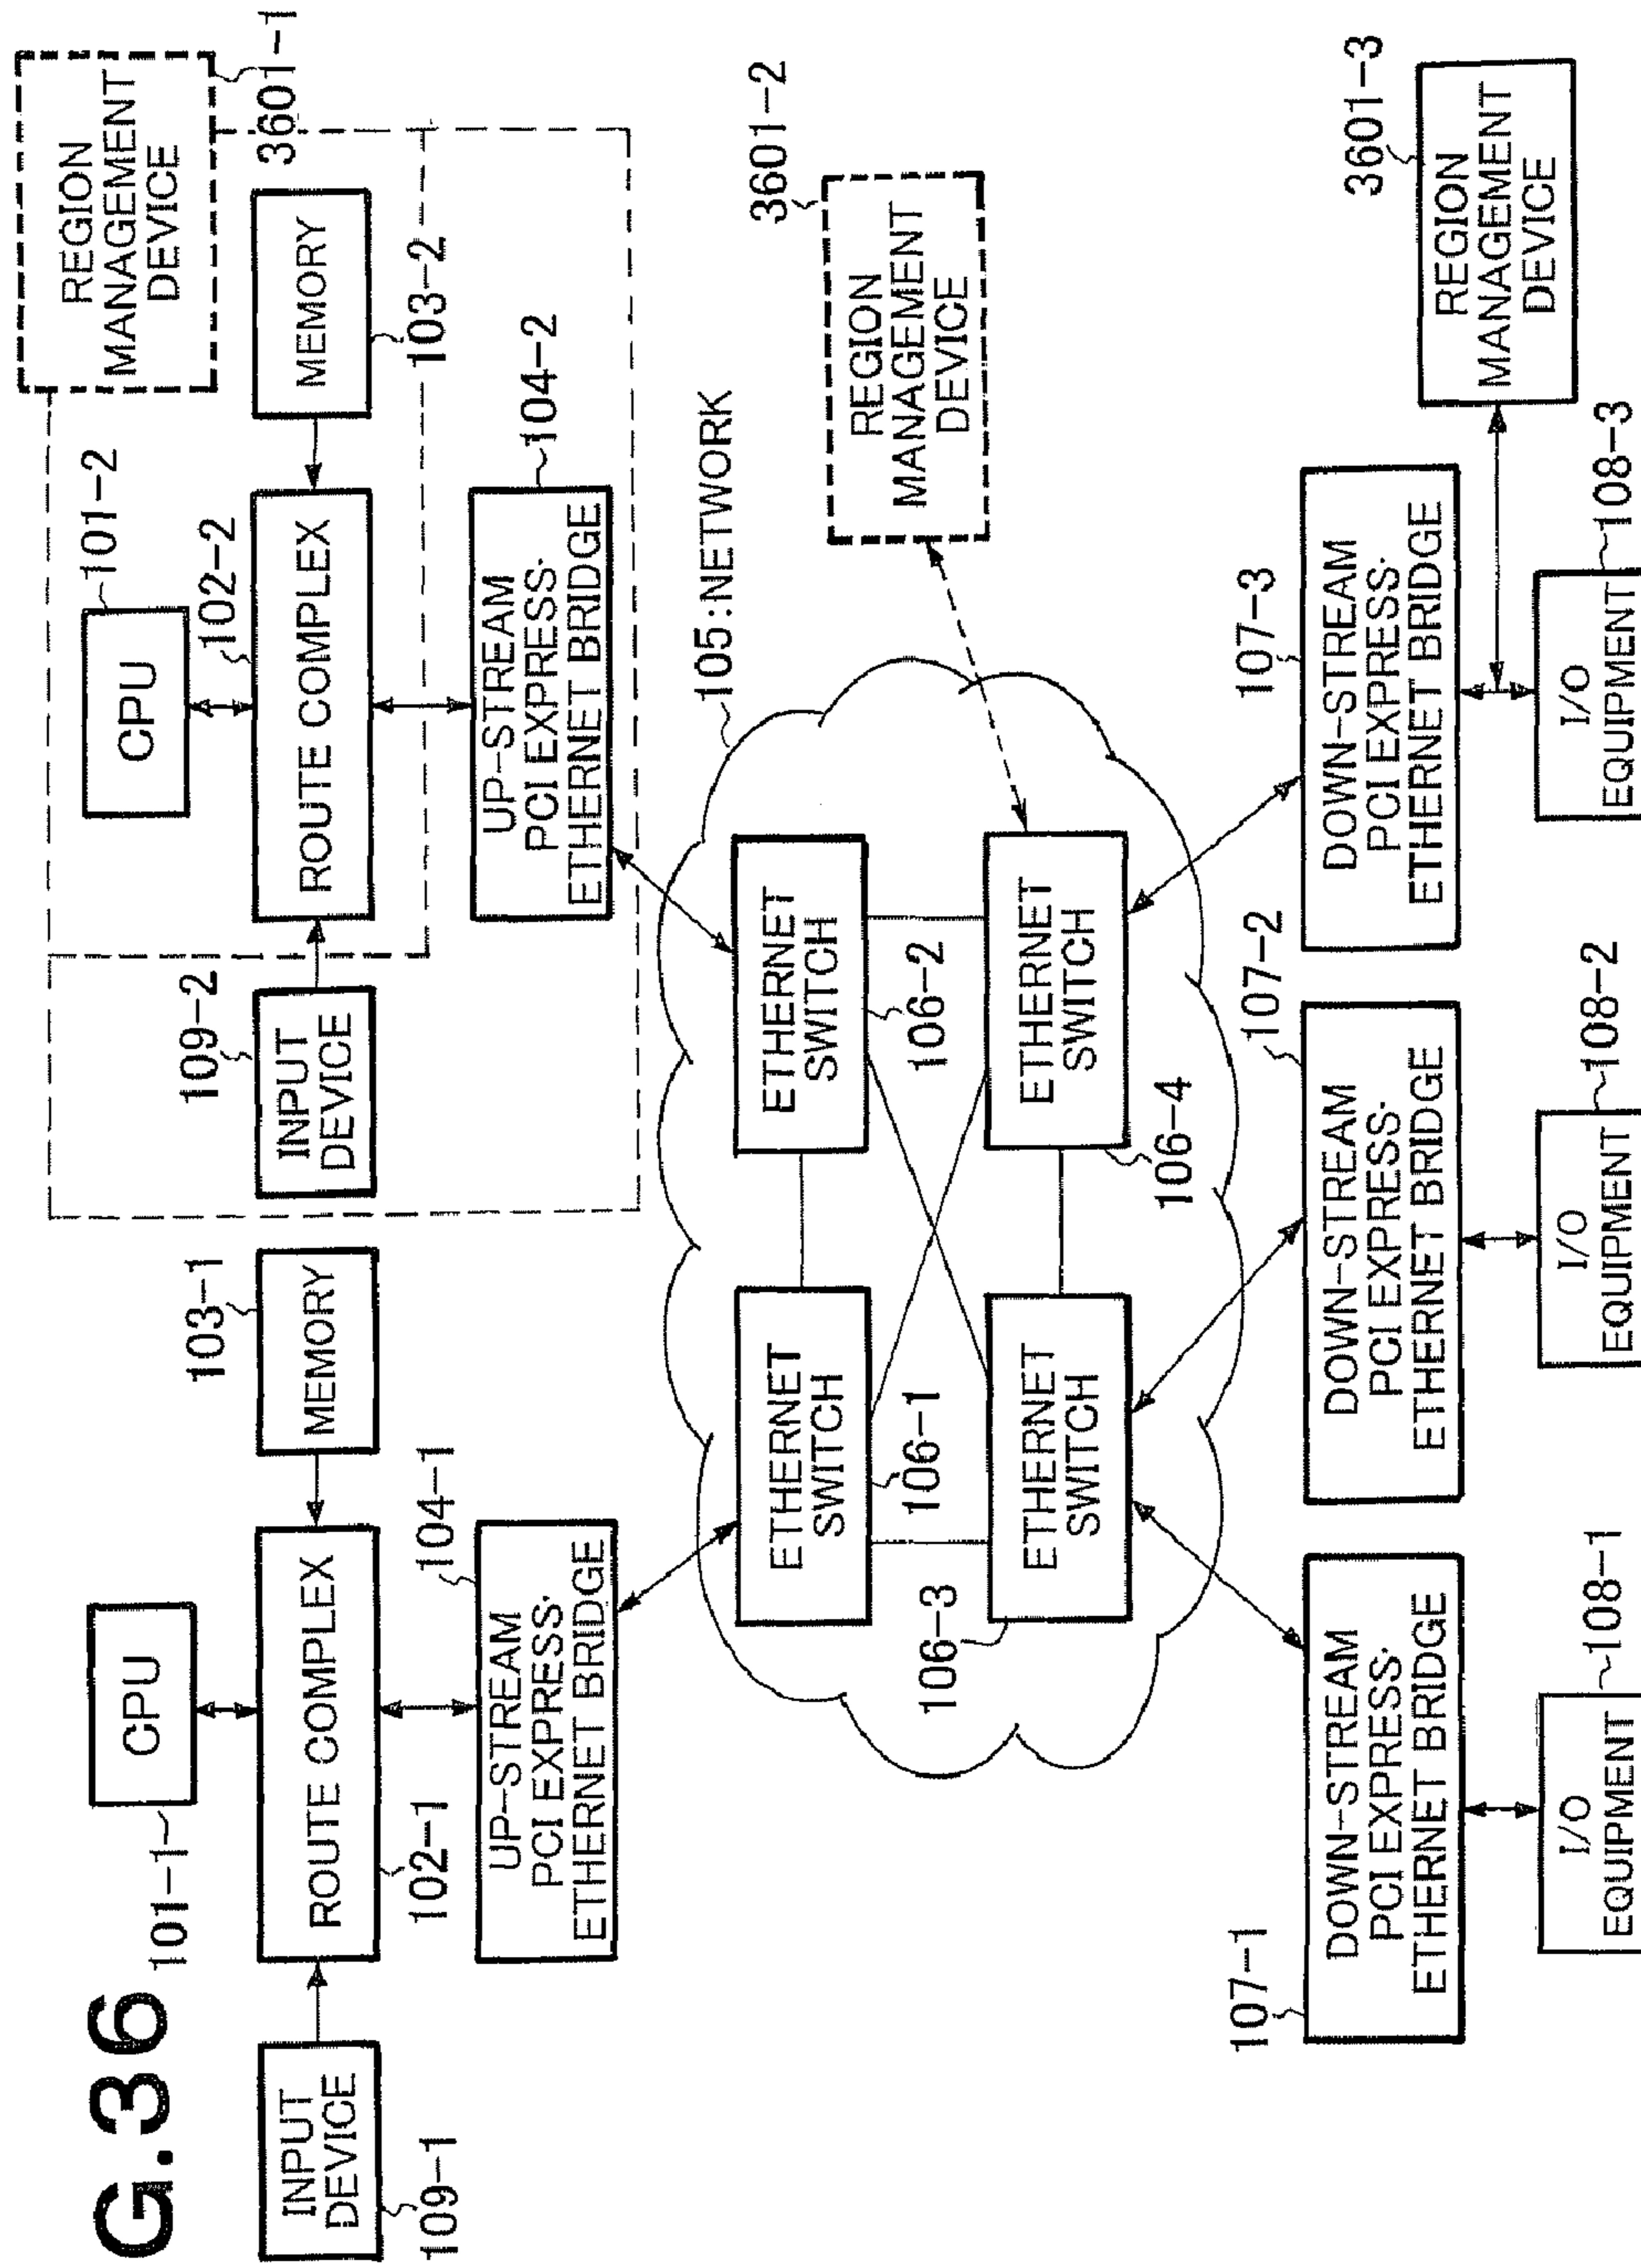 G.36
101-1
CPU
INPUT
DEVICE
109-1
ROUTE COMPLEX
102-1
MEMORY
103-1
104-1
UP-STREAM
PCI EXPRESS·
ETHERNET BRIDGE
REGION
MANAGEMENT
DEVICE
3601-1
101-2
CPU
109-2
INPUT
DEVICE
102-2
ROUTE COMPLEX
MEMORY
103-2
104-2
UP-STREAM
PCI EXPRESS·
ETHERNET BRIDGE
105:NETWORK
ETHERNET
SWITCH
106-1
ETHERNET
SWITCH
106-2
106-3
ETHERNET
SWITCH
ETHERNET
SWITCH
106-4
3601-2
REGION
MANAGEMENT
DEVICE
107-1
DOWN-STREAM
PCI EXPRESS·
ETHERNET BRIDGE
108-1
I/O
EQUIPMENT
107-2
DOWN-STREAM
PCI EXPRESS·
ETHERNET BRIDGE
108-2
I/O
EQUIPMENT
107-3
DOWN-STREAM
PCI EXPRESS·
ETHERNET BRIDGE
108-3
I/O
EQUIPMENT
3601-3
REGION
MANAGEMENT
DEVICE